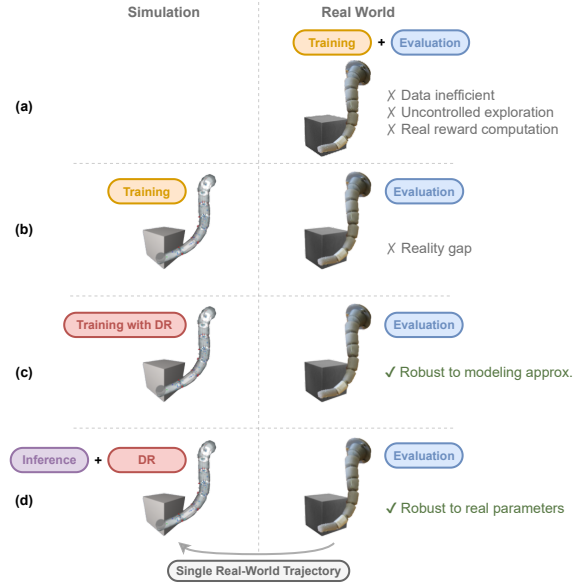 Simulation
Real World
Training + Evaluation
(a)
✗ Data inefficient
✗ Uncontrolled exploration
✗ Real reward computation
Training
Evaluation
(b)
✗ Reality gap
Training with DR
Evaluation
(c)
✓ Robust to modeling approx.
Inference + DR
Evaluation
(d)
✓ Robust to real parameters
Single Real-World Trajectory